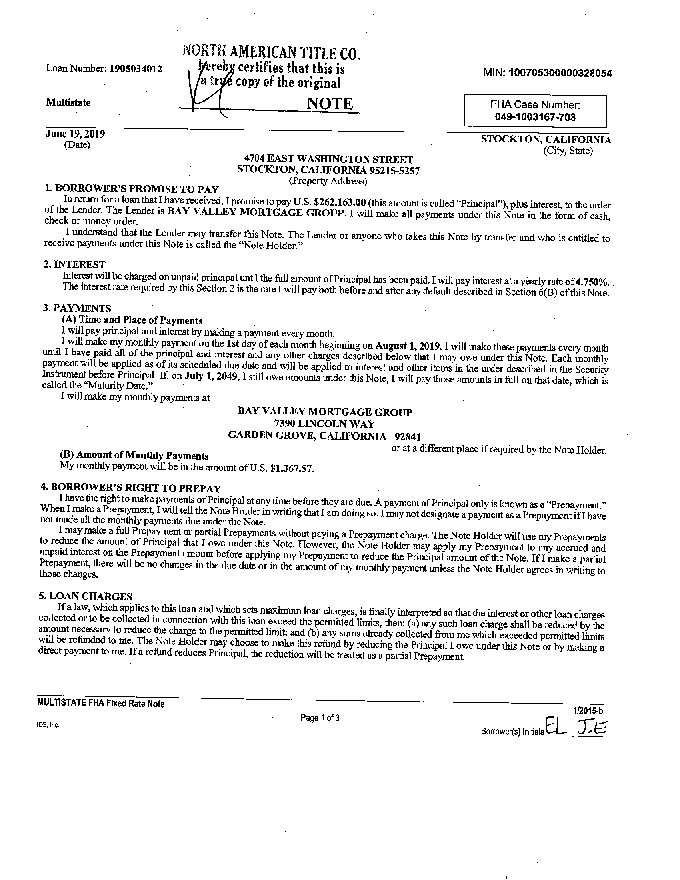 NORTH AMERICAN TITLE CO.
hereby certifies that this is
a true copy of the original
Loan Number: 1905034012
MIN: 100705300000328054
Multistate
NOTE
FHA Case Number:
049-1003167-703
June 19, 2019
(Date)
STOCKTON, CALIFORNIA
(City, State)
4704 EAST WASHINGTON STREET
STOCKTON, CALIFORNIA 95215-5357
(Property Address)
1. BORROWER'S PROMISE TO PAY
In return for a loan that I have received, I promise to pay U.S. $262,163.00 (this amount is called "Principal"), plus interest, to the order
of the Lender. The Lender is BAY VALLEY MORTGAGE GROUP. I will make all payments under this Note in the form of cash,
check or money order.
I understand that the Lender may transfer this Note. The Lender or anyone who takes this Note by transfer and who is entitled to
receive payments under this Note is called the "Note Holder."
2. INTEREST
Interest will be charged on unpaid principal until the full amount of Principal has been paid. I will pay interest at a yearly rate of 4.750%.
The interest rate required by this Section 2 is the rate I will pay both before and after any default described in Section 6(B) of this Note.
3. PAYMENTS
(A) Time and Place of Payments
I will pay principal and interest by making a payment every month.
I will make my monthly payment on the 1st day of each month beginning on August 1, 2019. I will make these payments every month
until I have paid all of the principal and interest and any other charges described below that I may owe under this Note. Each monthly
payment will be applied as of its scheduled due date and will be applied to interest and other items in the order described in the Security
Instrument before Principal. If, on July 1, 2049, I still owe amounts under this Note, I will pay those amounts in full on that date, which is
called the "Maturity Date."
I will make my monthly payments at
BAY VALLEY MORTGAGE GROUP
7390 LINCOLN WAY
GARDEN GROVE, CALIFORNIA 92841
or at a different place if required by the Note Holder.
(B) Amount of Monthly Payments
My monthly payment will be in the amount of U.S. $1,367.57.
4. BORROWER'S RIGHT TO PREPAY
I have the right to make payments of Principal at any time before they are due. A payment of Principal only is known as a "Prepayment."
When I make a Prepayment, I will tell the Note Holder in writing that I am doing so. I may not designate a payment as a Prepayment if I have
not made all the monthly payments due under the Note.
I may make a full Prepayment or partial Prepayments without paying a Prepayment charge. The Note Holder will use my Prepayments
to reduce the amount of Principal that I owe under this Note. However, the Note Holder may apply my Prepayment to any accrued and
unpaid interest on the Prepayment amount before applying my Prepayment to reduce the Principal amount of the Note. If I make a partial
Prepayment, there will be no changes in the due date or in the amount of my monthly payment unless the Note Holder agrees in writing to
those changes.
5. LOAN CHARGES
If a law, which applies to this loan and which sets maximum loan charges, is finally interpreted so that the interest or other loan charges
collected or to be collected in connection with this loan exceed the permitted limits, then: (a) any such loan charge shall be reduced by the
amount necessary to reduce the charge to the permitted limit; and (b) any sums already collected from me which exceeded permitted limits
will be refunded to me. The Note Holder may choose to make this refund by reducing the Principal I owe under this Note or by making a
direct payment to me. If a refund reduces Principal, the reduction will be treated as a partial Prepayment.
MULTISTATE FHA Fixed Rate Note
1/2015-b
IDS, Inc.
Page 1 of 3
Borrower(s) Initials EL J.E